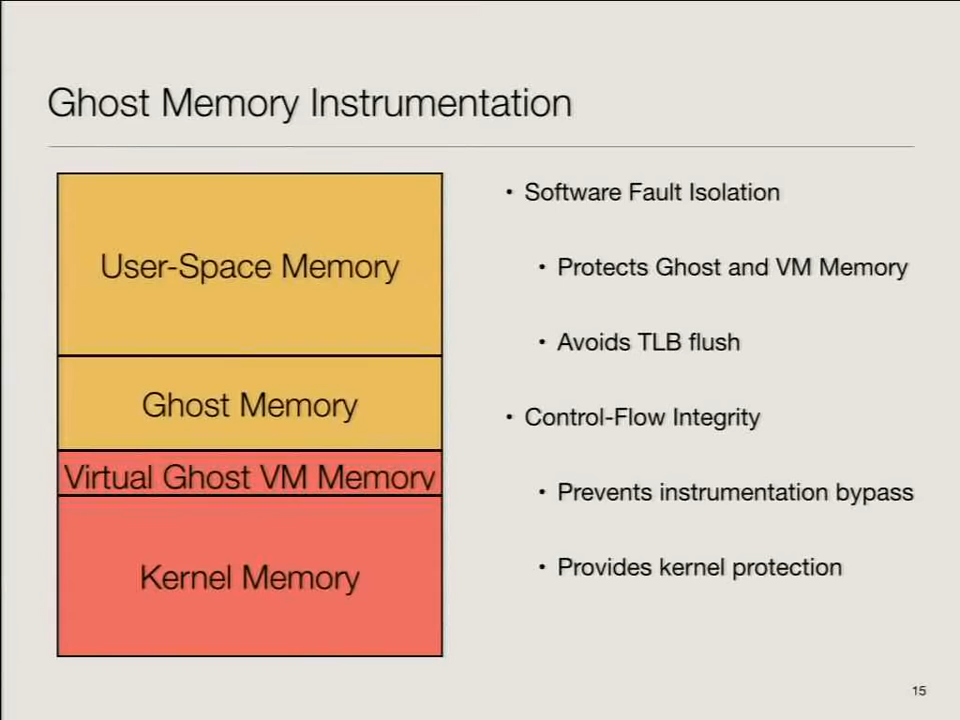 Ghost Memory Instrumentation
User-Space Memory
Ghost Memory
Virtual Ghost VM Memory
Kernel Memory
• Software Fault Isolation
• Protects Ghost and VM Memory
• Avoids TLB flush
• Control-Flow Integrity
• Prevents instrumentation bypass
• Provides kernel protection
15